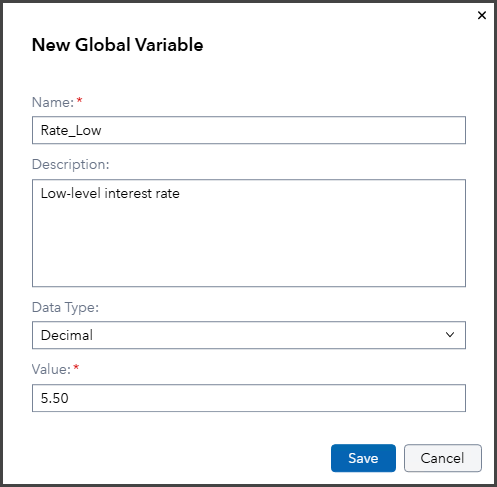 New Global Variable
Name: *
Rate_Low
Description:
Low-level interest rate
Data Type:
Decimal
Value: *
5.50
Save
Cancel